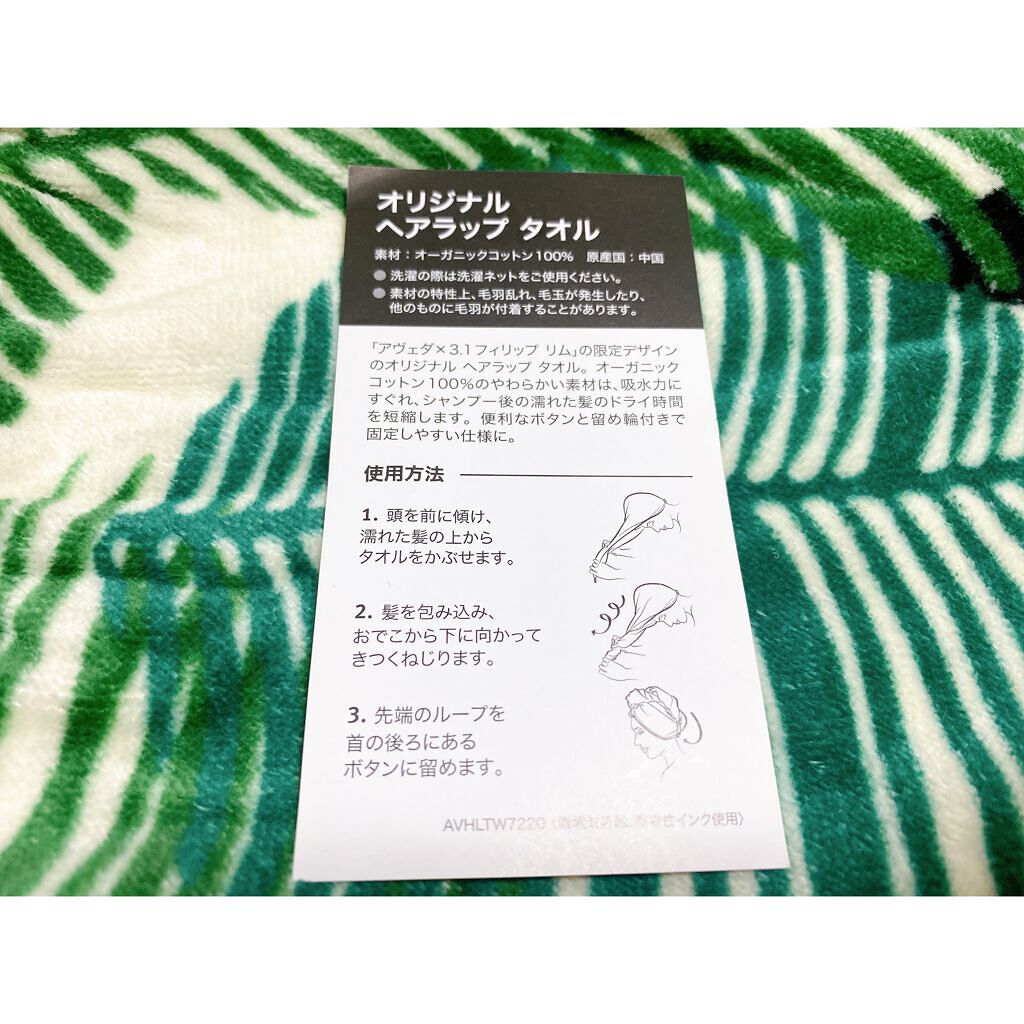 オリジナル
ヘアラップ タオル
素材：オーガニックコットン100%　原産国：中国
● 洗濯の際は洗濯ネットをご使用ください。
● 素材の特性上、毛羽乱れ、毛玉が発生したり、
他のものに毛羽が付着することがあります。
「アヴェダ×3.1フィリップ リム」の限定デザイン
のオリジナル ヘアラップ タオル。オーガニック
コットン100%のやわらかい素材は、吸水力に
すぐれ、シャンプー後の濡れた髪のドライ時間
を短縮します。便利なボタンと留め輪付きで
固定しやすい仕様に。
使用方法
1. 頭を前に傾け、
濡れた髪の上から
タオルをかぶせます。
2. 髪を包み込み、
おでこから下に向かって
きつくねじります。
3. 先端のループを
首の後ろにある
ボタンに留めます。
AVHLTW7220 インク使用〉